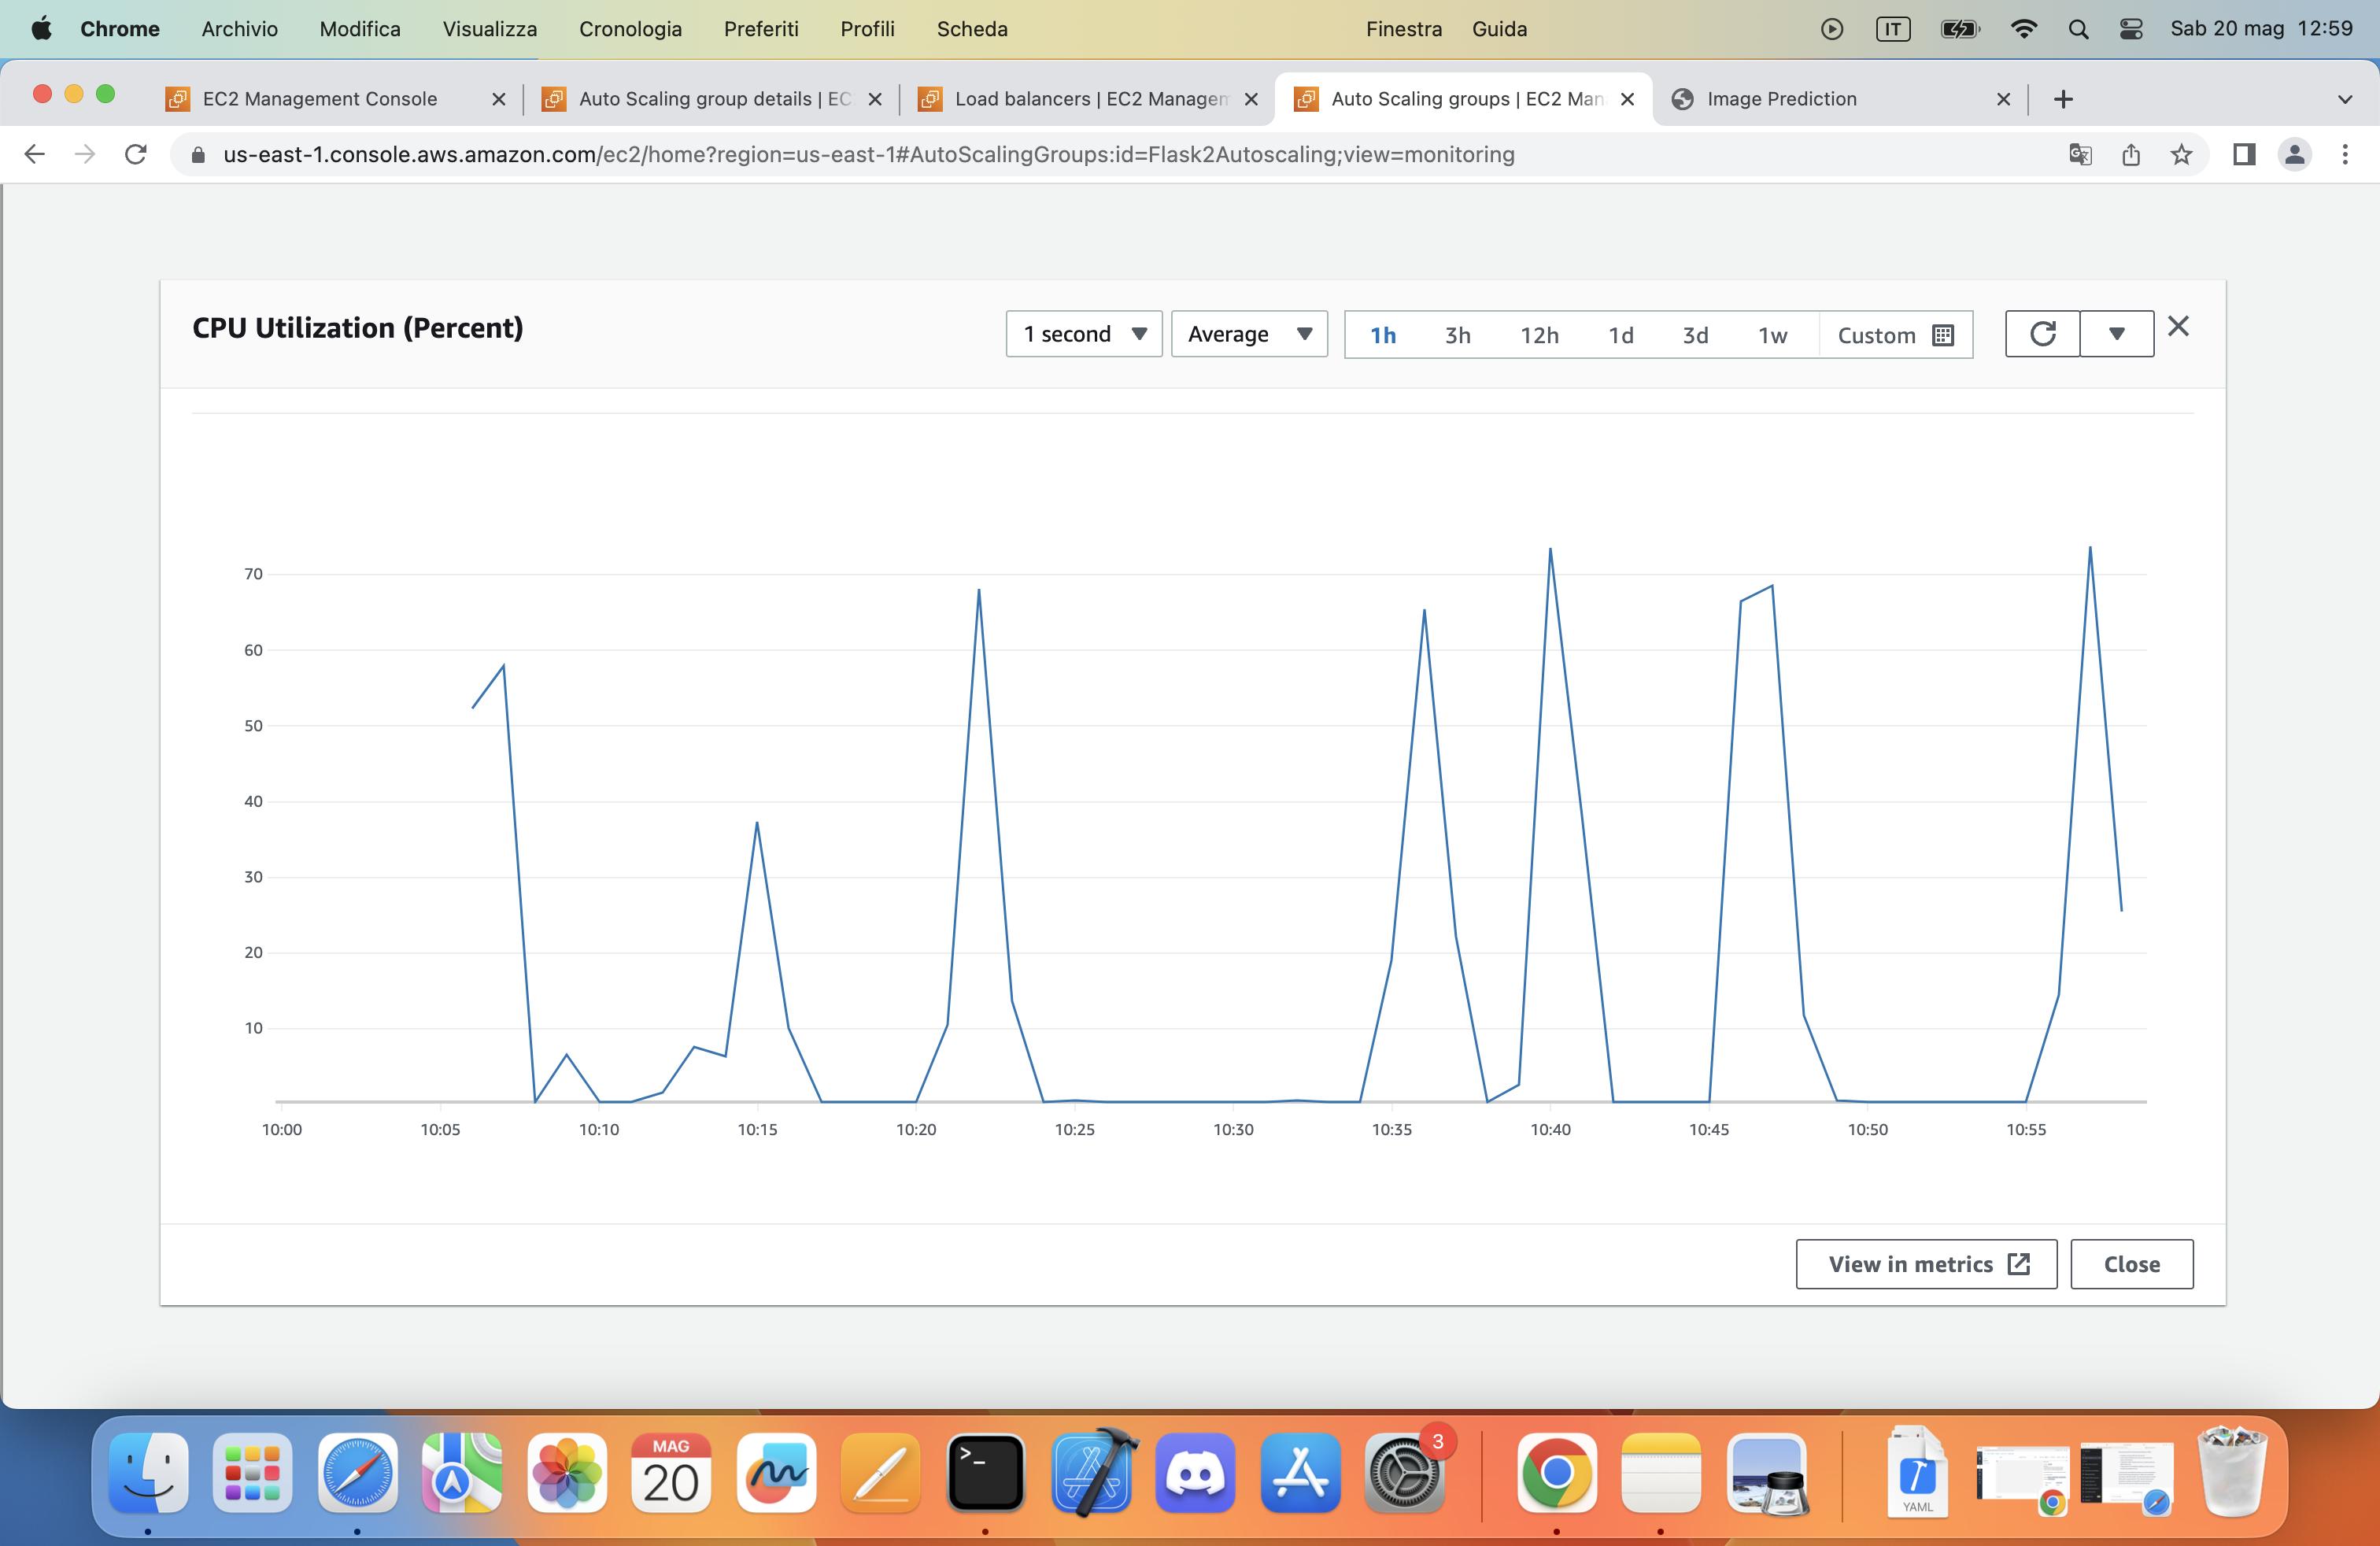 Chrome Archivio Modifica Visualizza Cronologia Preferiti Profili Scheda Finestra Guida IT Sab 20 mag 12:59
EC2 Management Console Auto Scaling group details | EC Load balancers | EC2 Managem Auto Scaling groups | EC2 Man Image Prediction
us-east-1.console.aws.amazon.com/ec2/home?region=us-east-1#AutoScalingGroups:id=Flask2Autoscaling;view=monitoring
CPU Utilization (Percent) 1 second Average 1h 3h 12h 1d 3d 1w Custom
70
60
50
40
30
20
10
10:00 10:05 10:10 10:15 10:20 10:25 10:30 10:35 10:40 10:45 10:50 10:55
View in metrics Close
MAG
20
>_
3
YAML